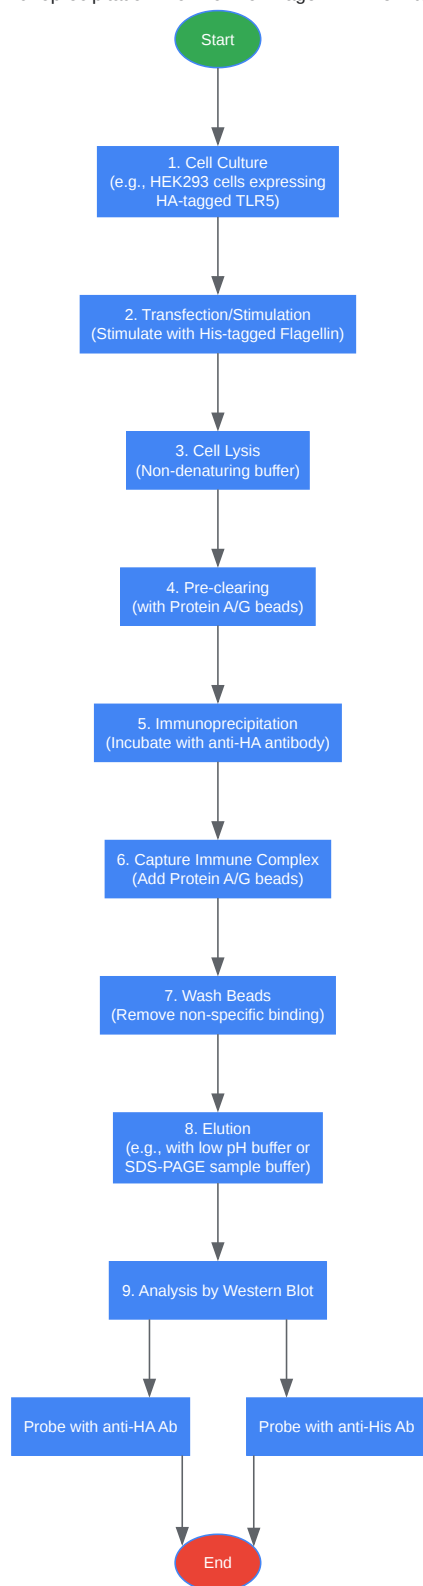 Start
1. Cell Culture
(e.g., HEK293 cells expressing
HA-tagged TLR5)
2. Transfection/Stimulation
(Stimulate with His-tagged Flagellin)
3. Cell Lysis
(Non-denaturing buffer)
4. Pre-clearing
(with Protein A/G beads)
5. Immunoprecipitation
(Incubate with anti-HA antibody)
6. Capture Immune Complex
(Add Protein A/G beads)
7. Wash Beads
(Remove non-specific binding)
8. Elution
(e.g., with low pH buffer or
SDS-PAGE sample buffer)
9. Analysis by Western Blot
Probe with anti-HA Ab
Probe with anti-His Ab
End